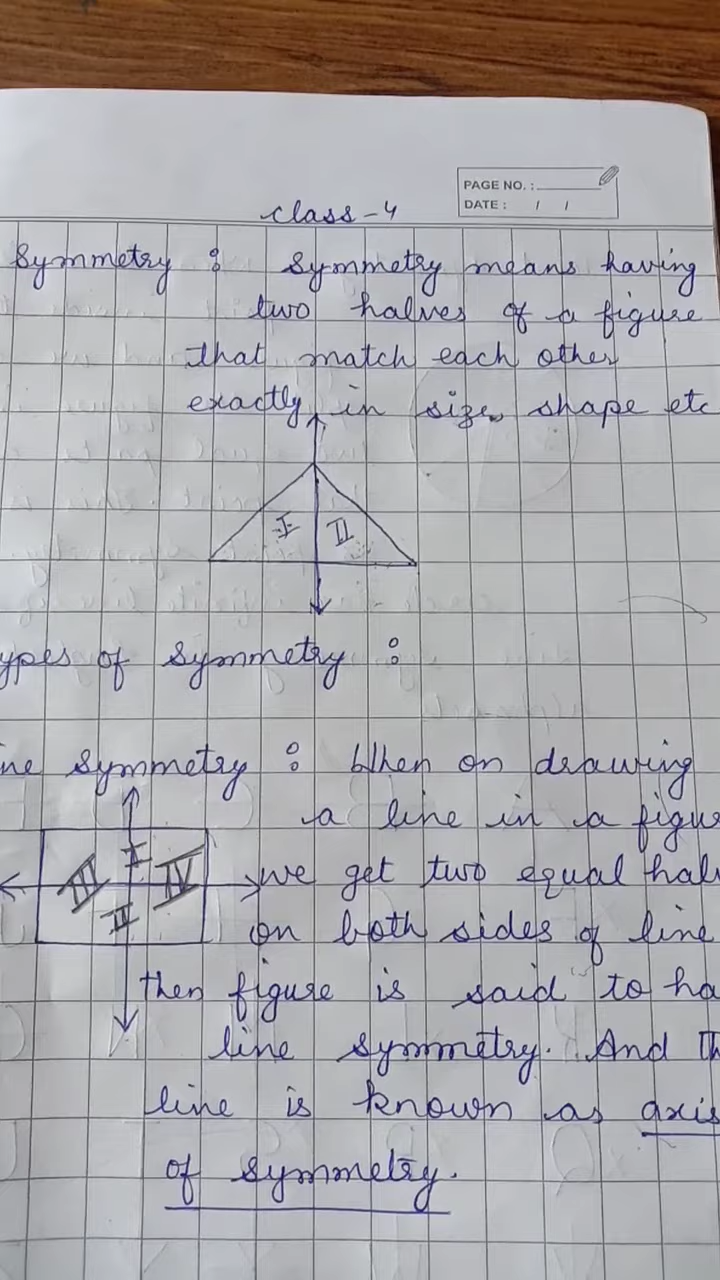 PAGE NO. :
DATE : / /
class-4
Symmetry : Symmetry means having
two halves of a figure
that match each other
exactly in size, shape etc
I II
ypes of Symmetry :
ine Symmetry : When on drawing
a line in a figu
I
III IV we get two equal hal
II on both sides of line
then figure is said to ha
line symmetry. And Th
line is known as axis
of symmetry.